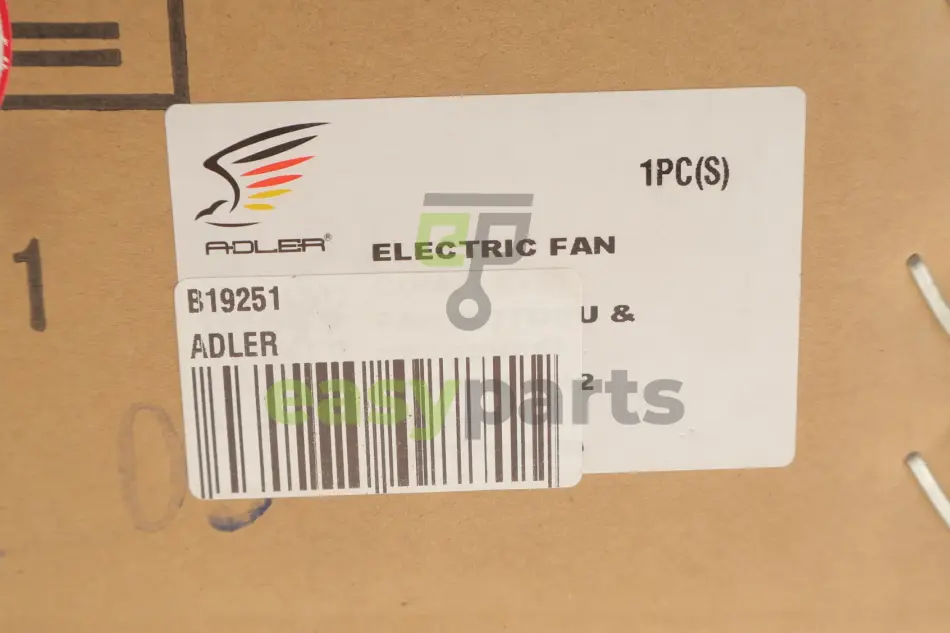 1PC(S)
ADLER®
ELECTRIC FAN
B19251
U &
ADLER
2
easyparts
1